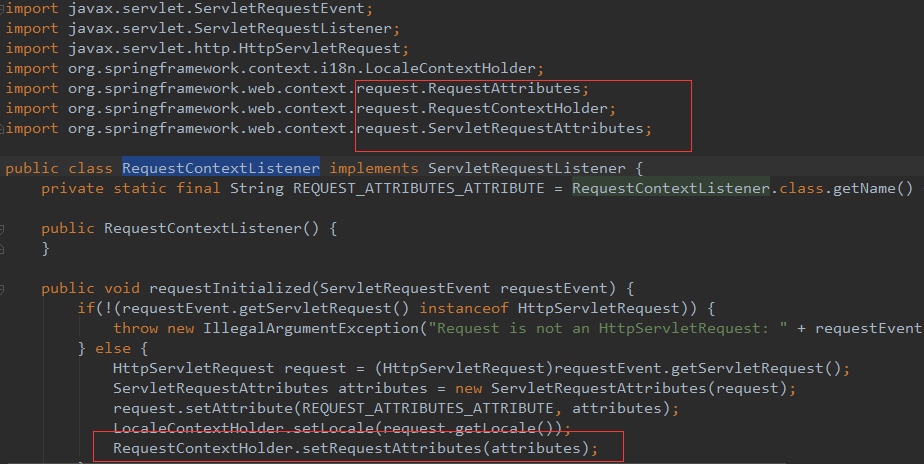 import javax.servlet.ServletRequestEvent;
import javax.servlet.ServletRequestListener;
import javax.servlet.http.HttpServletRequest;
import org.springframework.context.i18n.LocaleContextHolder;
import org.springframework.web.context.request.RequestAttributes;
import org.springframework.web.context.request.RequestContextHolder;
import org.springframework.web.context.request.ServletRequestAttributes;
public class RequestContextListener implements ServletRequestListener {
private static final String REQUEST_ATTRIBUTES_ATTRIBUTE = RequestContextListener.class.getName()
public RequestContextListener() {
}
public void requestInitialized(ServletRequestEvent requestEvent) {
if(!(requestEvent.getServletRequest() instanceof HttpServletRequest)) {
throw new IllegalArgumentException("Request is not an HttpServletRequest: " + requestEvent
} else {
HttpServletRequest request = (HttpServletRequest)requestEvent.getServletRequest();
ServletRequestAttributes attributes = new ServletRequestAttributes(request);
request.setAttribute(REQUEST_ATTRIBUTES_ATTRIBUTE, attributes);
LocaleContextHolder.setLocale(request.getLocale());
RequestContextHolder.setRequestAttributes(attributes);